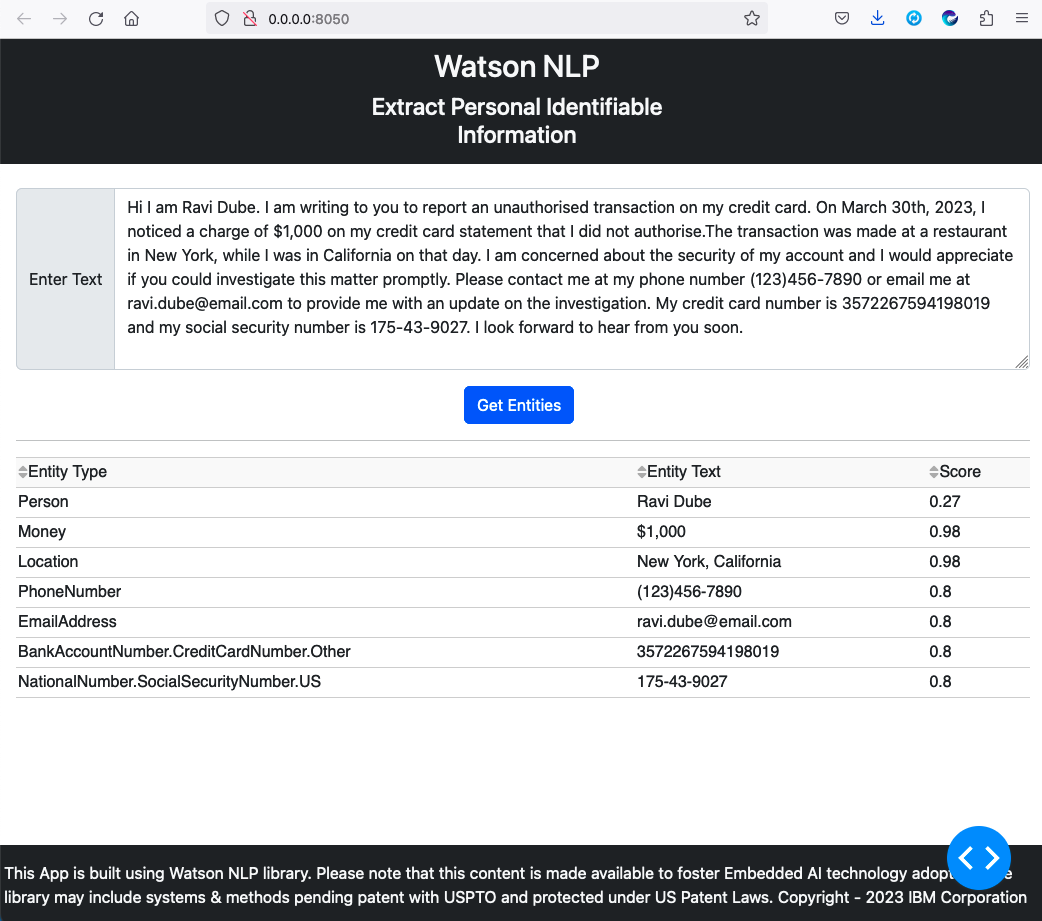 0.0.0.0:8050
Watson NLP
Extract Personal Identifiable
Information
Enter Text
Hi I am Ravi Dube. I am writing to you to report an unauthorised transaction on my credit card. On March 30th, 2023, I
noticed a charge of $1,000 on my credit card statement that I did not authorise.The transaction was made at a restaurant
in New York, while I was in California on that day. I am concerned about the security of my account and I would appreciate
if you could investigate this matter promptly. Please contact me at my phone number (123)456-7890 or email me at
ravi.dube@email.com to provide me with an update on the investigation. My credit card number is 3572267594198019
and my social security number is 175-43-9027. I look forward to hear from you soon.
Get Entities
Entity Type Entity Text Score
Person Ravi Dube 0.27
Money $1,000 0.98
Location New York, California 0.98
PhoneNumber (123)456-7890 0.8
EmailAddress ravi.dube@email.com 0.8
BankAccountNumber.CreditCardNumber.Other 3572267594198019 0.8
NationalNumber.SocialSecurityNumber.US 175-43-9027 0.8
This App is built using Watson NLP library. Please note that this content is made available to foster Embedded AI technology
library may include systems & methods pending patent with USPTO and protected under US Patent Laws. Copyright - 2023 IBM Corporation